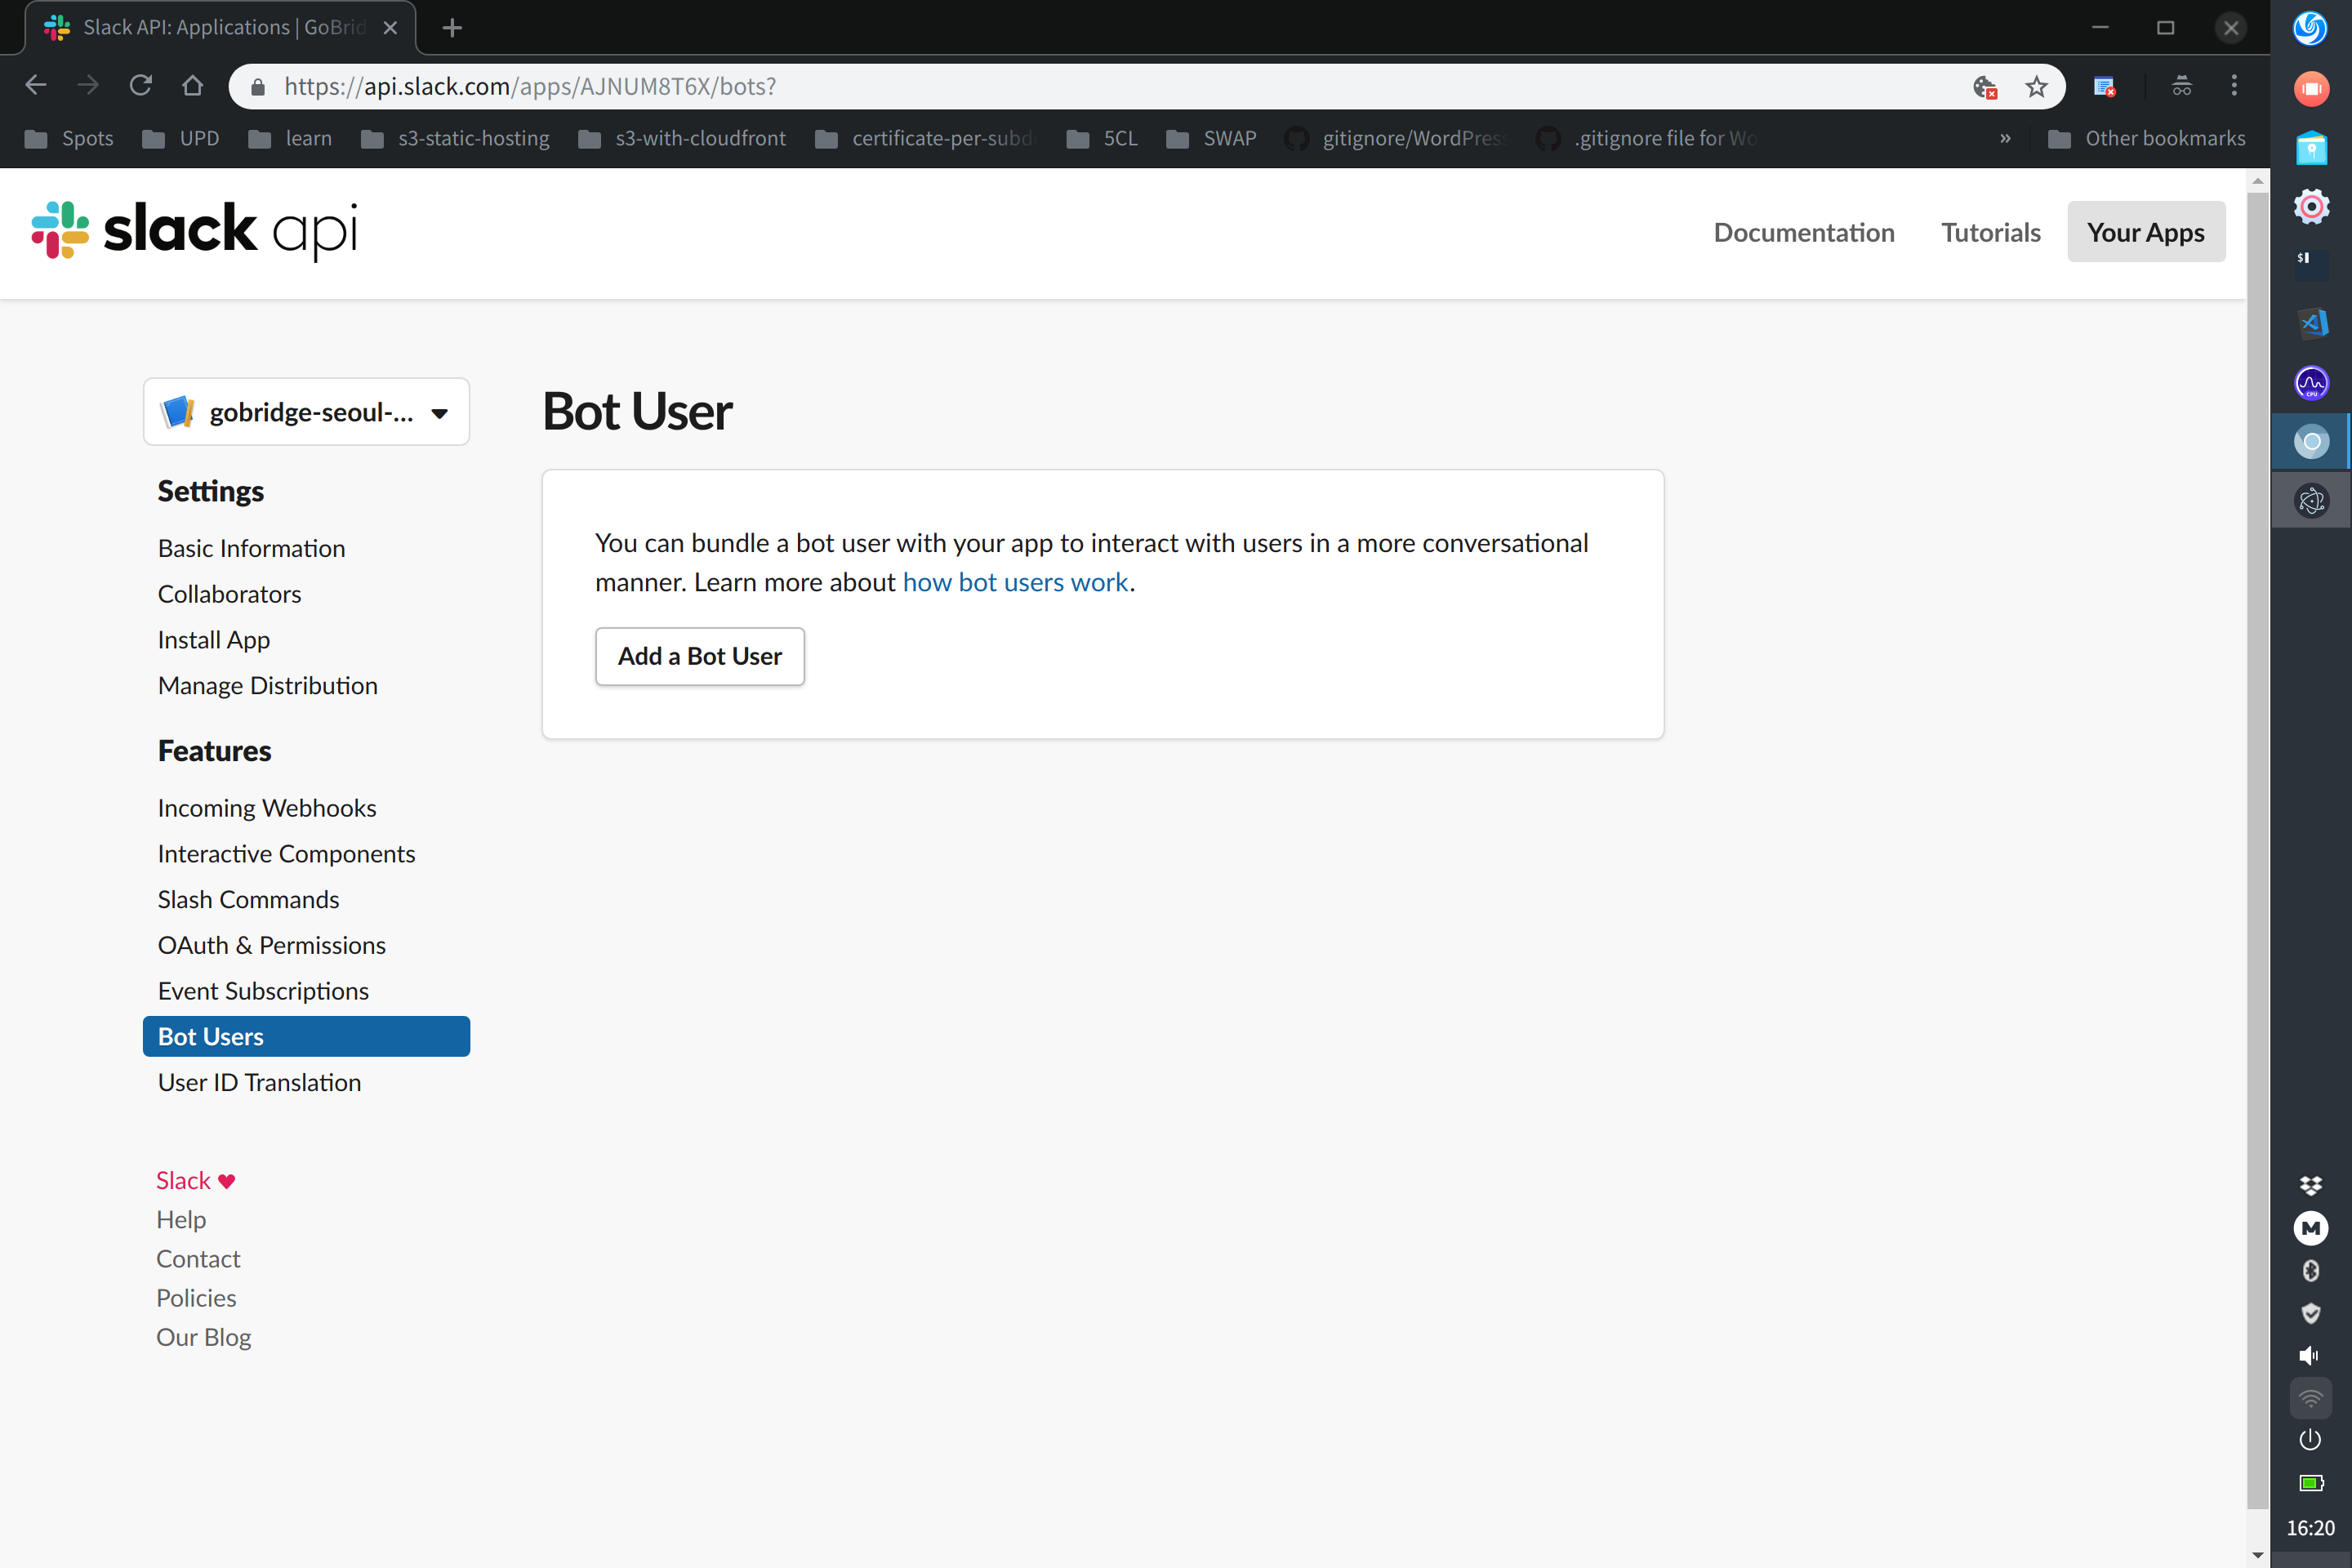 Slack API: Applications | GoBrid
https://api.slack.com/apps/AJNUM8T6X/bots?
Spots UPD learn s3-static-hosting s3-with-cloudfront certificate-per-subd 5CL SWAP gitignore/WordPress .gitignore file for Wo » Other bookmarks
slack api
Documentation Tutorials Your Apps
gobridge-seoul-...
Settings
Basic Information
Collaborators
Install App
Manage Distribution
Features
Incoming Webhooks
Interactive Components
Slash Commands
OAuth & Permissions
Event Subscriptions
Bot Users
User ID Translation
Slack ♥
Help
Contact
Policies
Our Blog
Bot User
You can bundle a bot user with your app to interact with users in a more conversational
manner. Learn more about how bot users work.
Add a Bot User
$
CPU
M
16:20